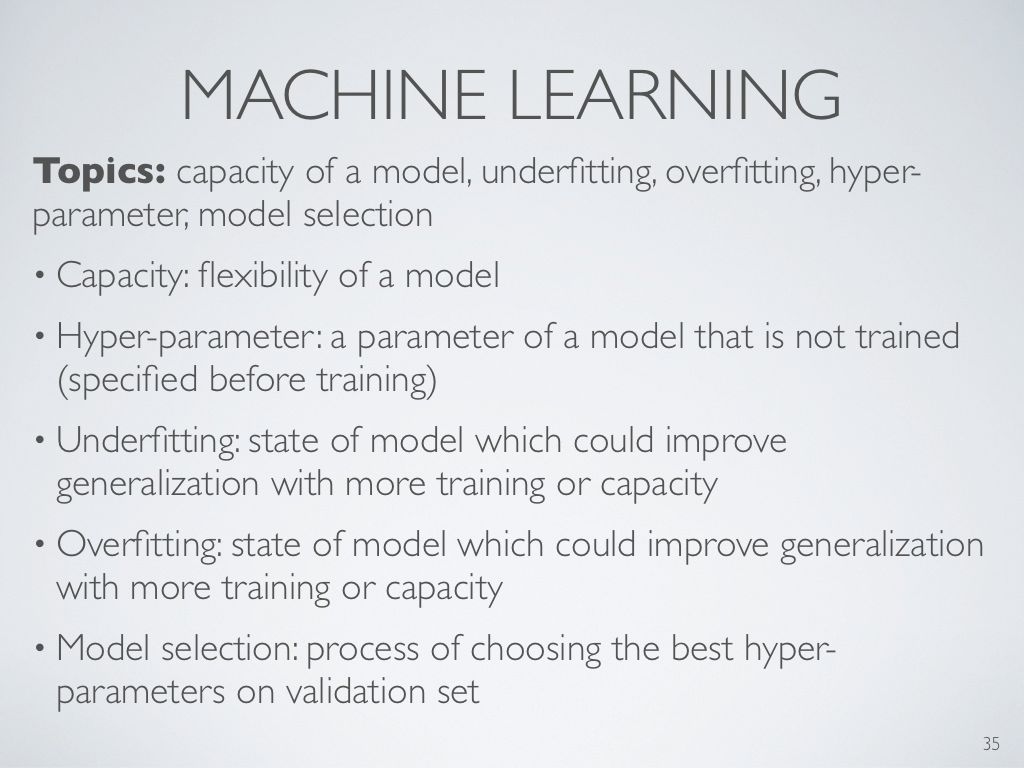 MACHINE LEARNING
Topics: capacity of a model, underfitting, overfitting, hyper-
parameter, model selection
• Capacity: flexibility of a model
• Hyper-parameter: a parameter of a model that is not trained
(specified before training)
• Underfitting: state of model which could improve
generalization with more training or capacity
• Overfitting: state of model which could improve generalization
with more training or capacity
• Model selection: process of choosing the best hyper-
parameters on validation set
35